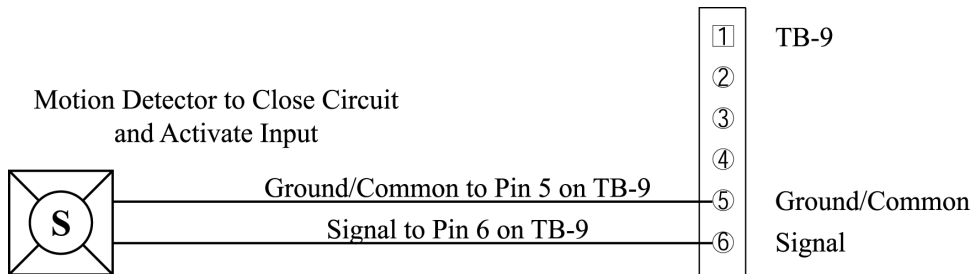 1 TB-9
2
Motion Detector to Close Circuit
3
and Activate Input
4
Ground/Common to Pin 5 on TB-9
5 Ground/Common
S
Signal to Pin 6 on TB-9
6 Signal